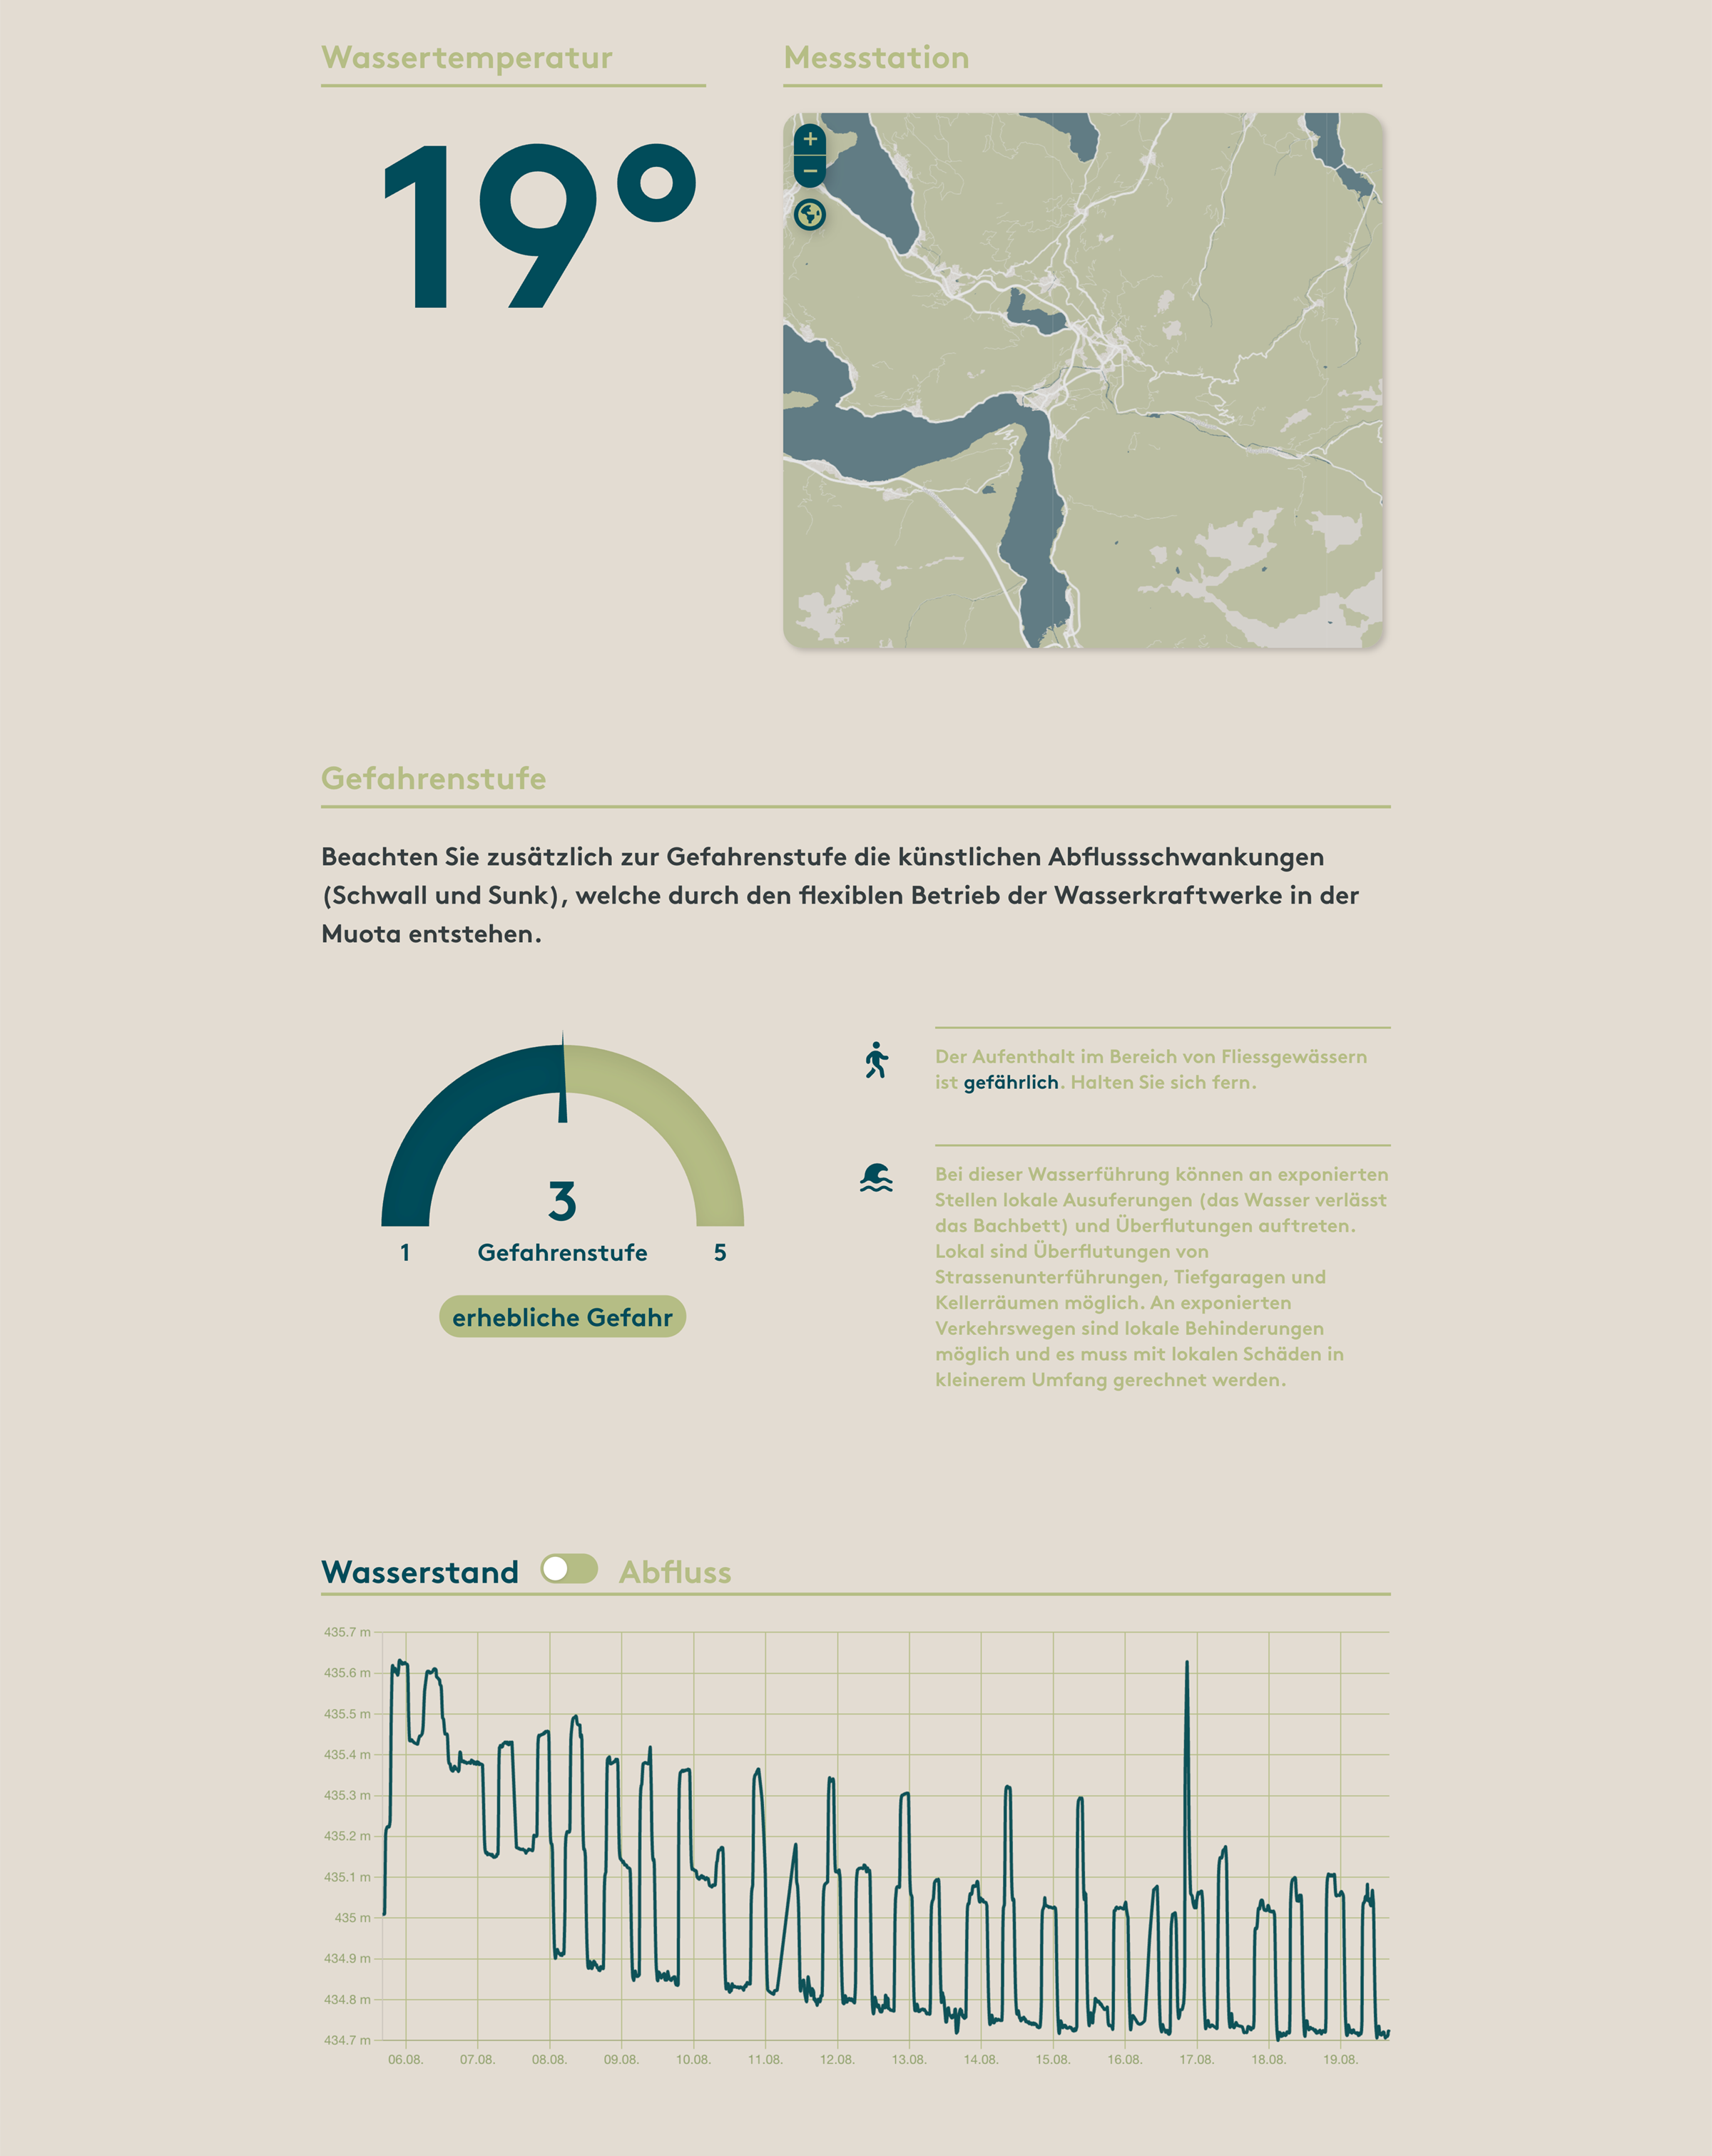 Wassertemperatur
19°
Messstation
+
−
Gefahrenstufe
Beachten Sie zusätzlich zur Gefahrenstufe die künstlichen Abflussschwankungen
(Schwall und Sunk), welche durch den flexiblen Betrieb der Wasserkraftwerke in der
Muota entstehen.
3
1 Gefahrenstufe 5
erhebliche Gefahr
Der Aufenthalt im Bereich von Fliessgewässern
ist gefährlich. Halten Sie sich fern.
Bei dieser Wasserführung können an exponierten
Stellen lokale Ausuferungen (das Wasser verlässt
das Bachbett) und Überflutungen auftreten.
Lokal sind Überflutungen von
Strassenunterführungen, Tiefgaragen und
Kellerräumen möglich. An exponierten
Verkehrswegen sind lokale Behinderungen
möglich und es muss mit lokalen Schäden in
kleinerem Umfang gerechnet werden.
Wasserstand Abfluss
435.7 m
435.6 m
435.5 m
435.4 m
435.3 m
435.2 m
435.1 m
435 m
434.9 m
434.8 m
434.7 m
06.08. 07.08. 08.08. 09.08. 10.08. 11.08. 12.08. 13.08. 14.08. 15.08. 16.08. 17.08. 18.08. 19.08.